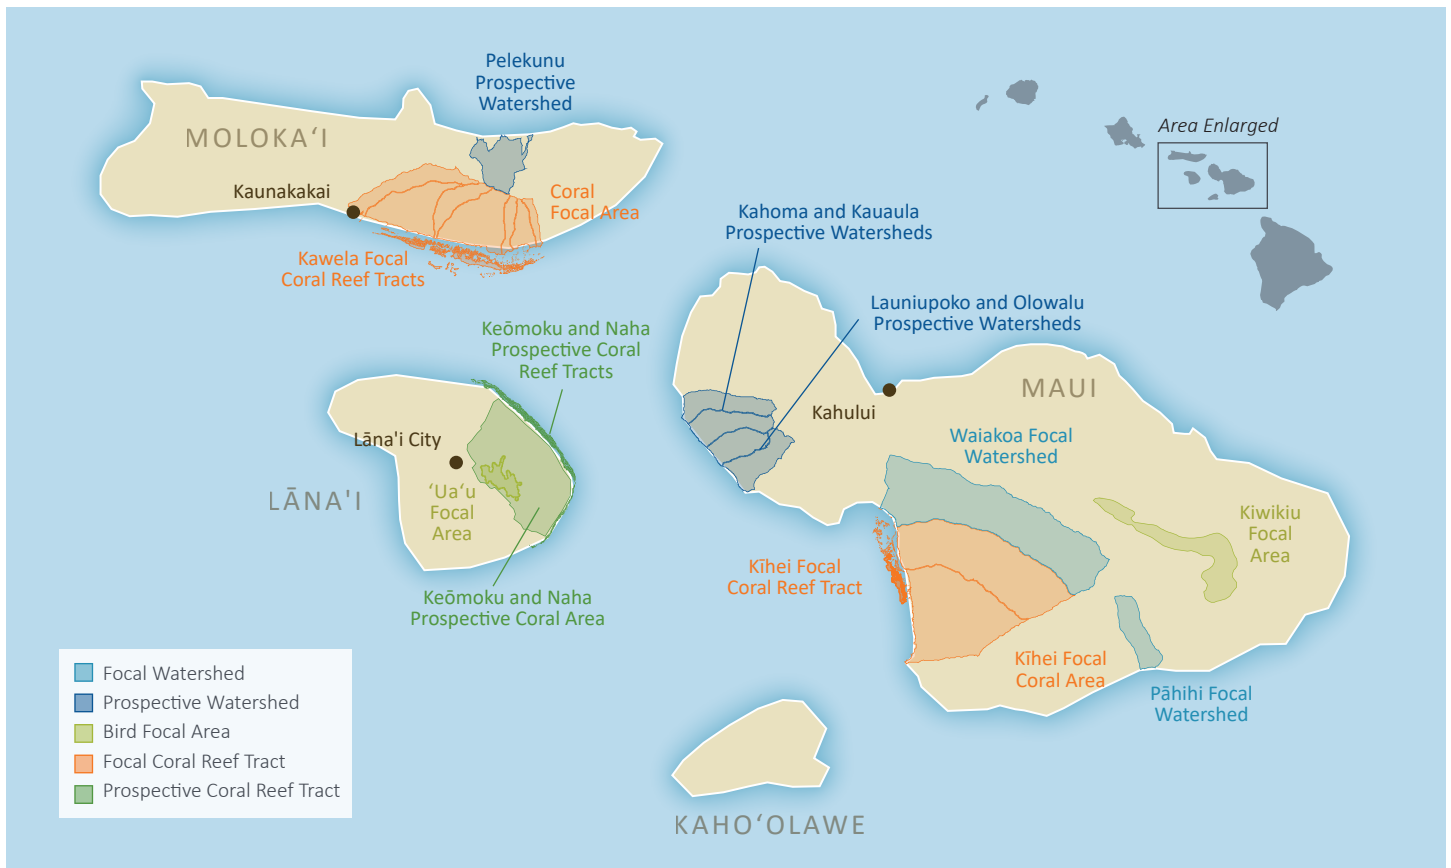 Pelekunu
Prospective
Watershed
MOLOKAʻI
Kaunakakai
Coral
Focal Area
Kawela Focal
Coral Reef Tracts
Area Enlarged
Kahoma and Kauaula
Prospective Watersheds
Launiupoko and Olowalu
Prospective Watersheds
Keōmoku and Naha
Prospective Coral
Reef Tracts
MAUI
Kahului
Lāna'i City
Waiakoa Focal
Watershed
LĀNA'I
ʻUaʻu
Focal
Area
Kiwikiu
Focal
Area
Kīhei Focal
Coral Reef Tract
Keōmoku and Naha
Prospective Coral Area
Kīhei Focal
Coral Area
Pāhihi Focal
Watershed
Focal Watershed
Prospective Watershed
Bird Focal Area
Focal Coral Reef Tract
Prospective Coral Reef Tract
KAHOʻOLAWE